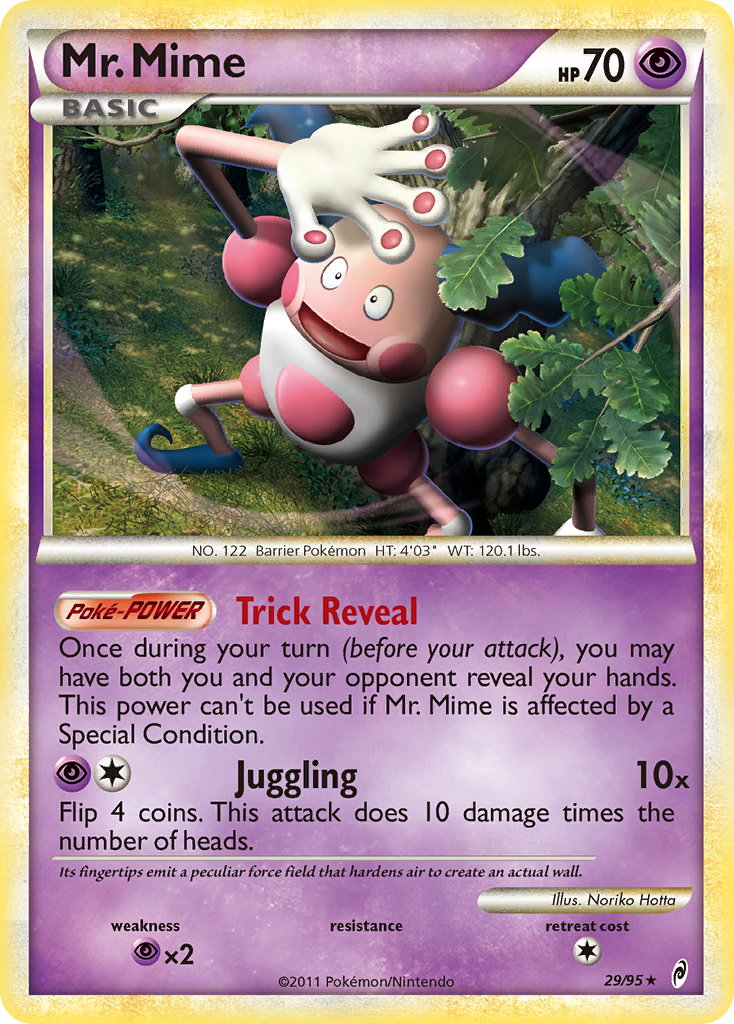 Mr. Mime
HP 70
BASIC
NO. 122 Barrier Pokémon HT: 4'03" WT: 120.1 lbs.
Poké-POWER Trick Reveal
Once during your turn (before your attack), you may
have both you and your opponent reveal your hands.
This power can't be used if Mr. Mime is affected by a
Special Condition.
Juggling 10x
Flip 4 coins. This attack does 10 damage times the
number of heads.
Its fingertips emit a peculiar force field that hardens air to create an actual wall.
Illus. Noriko Hotta
weakness resistance retreat cost
×2
©2011 Pokémon/Nintendo 29/95 ★